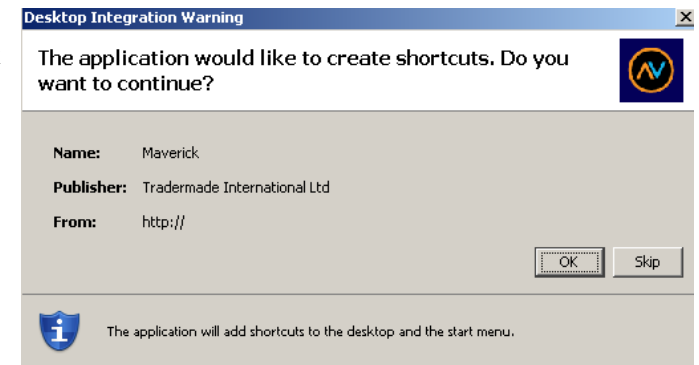 Desktop Integration Warning
The application would like to create shortcuts. Do you
want to continue?
Name: Maverick
Publisher: Tradermade International Ltd
From: http://
OK Skip
The application will add shortcuts to the desktop and the start menu.